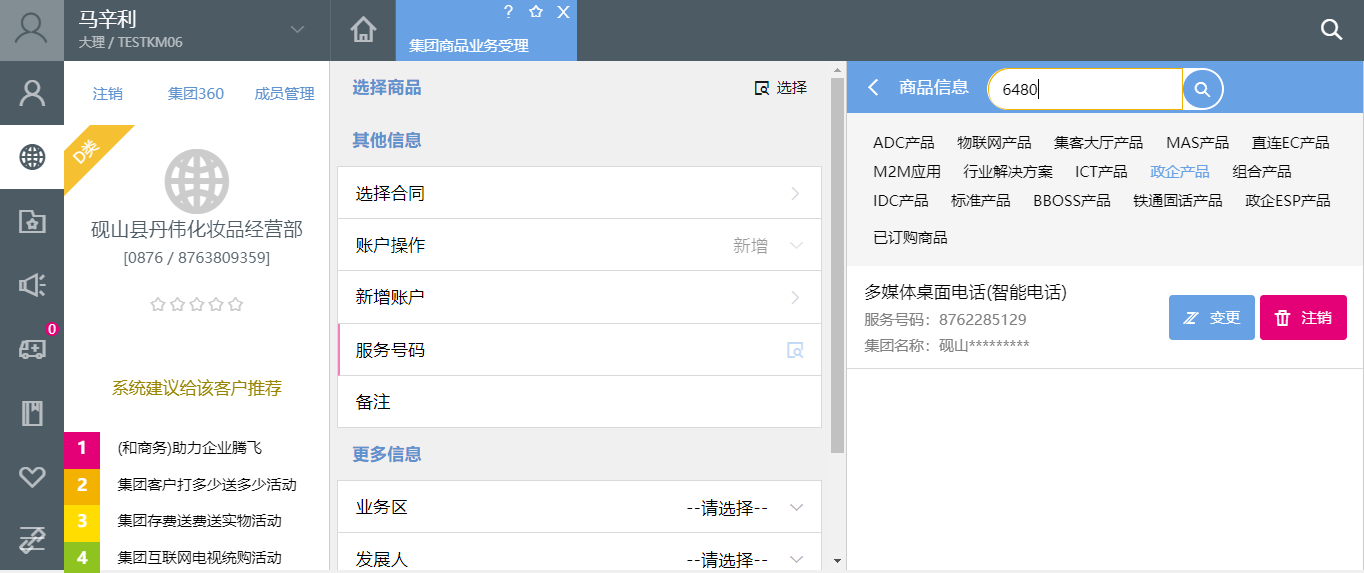 马辛利
大理 / TESTKM06
? X
集团商品业务受理
0
注销 集团360 成员管理
D类
砚山县丹伟化妆品经营部
[0876 / 8763809359]
系统建议给该客户推荐
1 (和商务)助力企业腾飞
2 集团客户打多少送多少活动
3 集团存费送费送实物活动
4 集团互联网电视统购活动
选择商品 选择
其他信息
选择合同
账户操作 新增
新增账户
服务号码
备注
更多信息
业务区 --请选择--
发展人 --请选择--
商品信息 6480
ADC产品 物联网产品 集客大厅产品 MAS产品 直连EC产品
M2M应用 行业解决方案 ICT产品 政企产品 组合产品
IDC产品 标准产品 BBOSS产品 铁通固话产品 政企ESP产品
已订购商品
多媒体桌面电话(智能电话)
服务号码：8762285129
集团名称：砚山*********
变更 注销